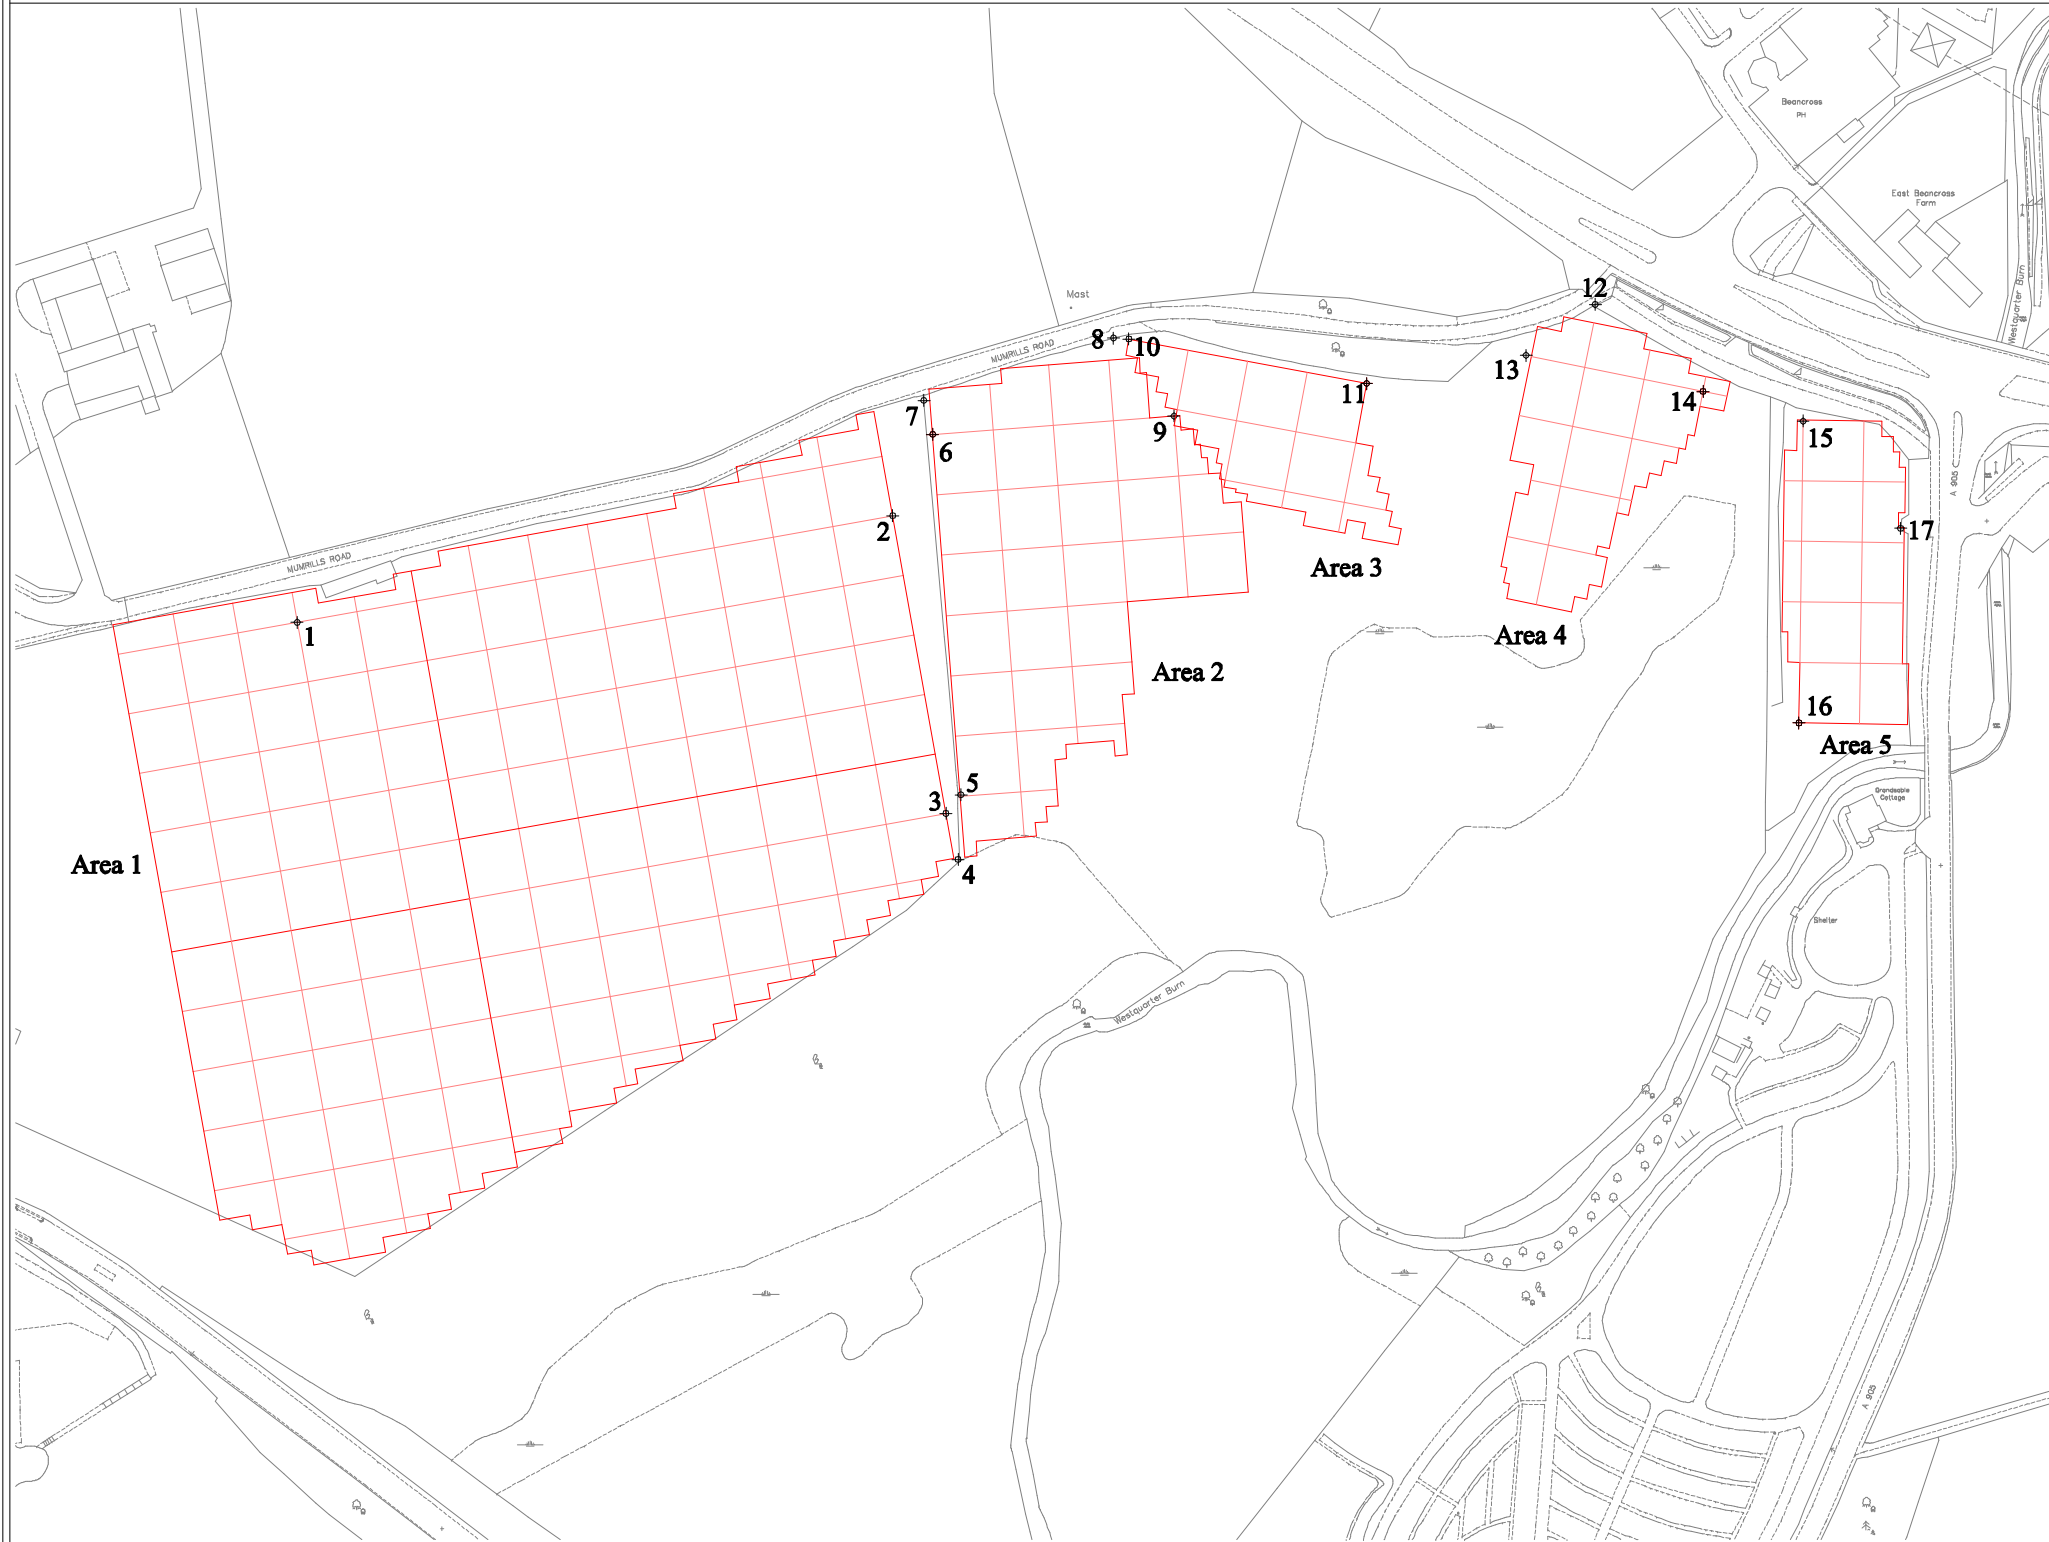 Beancross
PH
East Beancross
Farm
Westquarter Burn
Mast
12
8
10
MUMRILLS ROAD
13
11
14
7
9
6
15
A 905
2
17
MUMRILLS ROAD
Area 3
1
Area 4
Area 2
16
Area 5
5
3
Grandsable
Cottage
Area 1
4
Shelter
Westquarter Burn
A 905